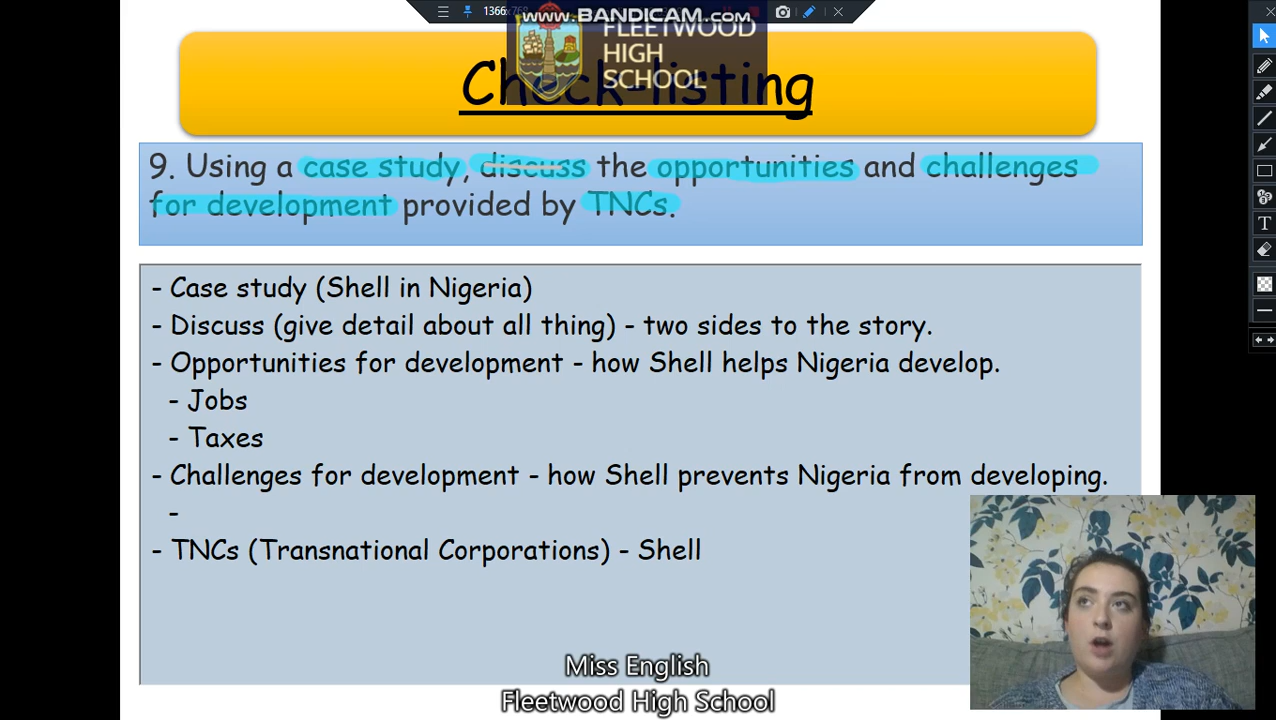 1366x768
www.BANDICAM.com
FLEETWOOD
HIGH
SCHOOL
Check-listing
9. Using a case study, discuss the opportunities and challenges
for development provided by TNCs.
- Case study (Shell in Nigeria)
- Discuss (give detail about all thing) - two sides to the story.
- Opportunities for development - how Shell helps Nigeria develop.
- Jobs
- Taxes
- Challenges for development - how Shell prevents Nigeria from developing.
-
- TNCs (Transnational Corporations) - Shell
Miss English
Fleetwood High School